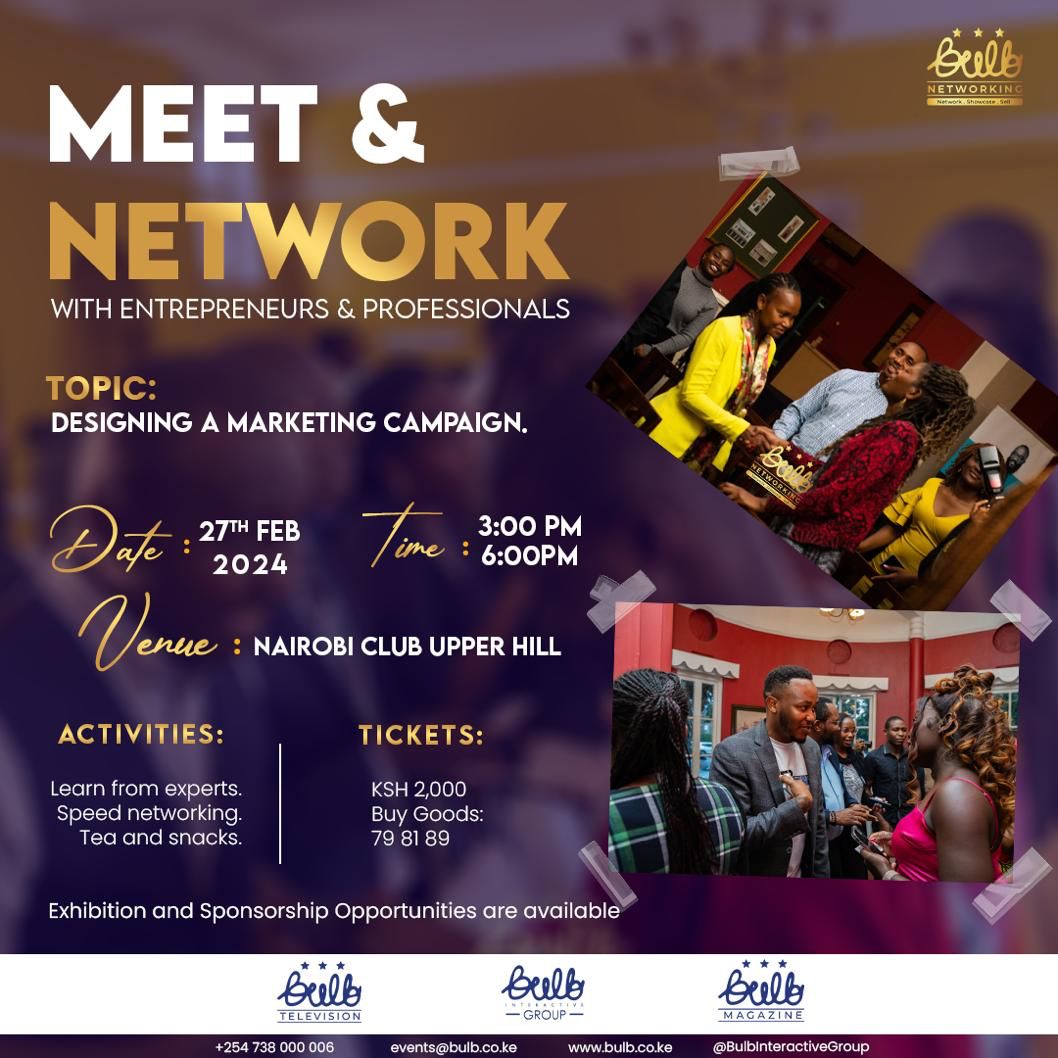 Bulb
NETWORKING
Network . Showcase . Sell
MEET &
NETWORK
WITH ENTREPRENEURS & PROFESSIONALS
TOPIC:
DESIGNING A MARKETING CAMPAIGN.
Date : 27TH FEB
2024
Time : 3:00 PM
6:00PM
Venue : NAIROBI CLUB UPPER HILL
Bulb
NETWORKING
ACTIVITIES:
Learn from experts.
Speed networking.
Tea and snacks.
TICKETS:
KSH 2,000
Buy Goods:
79 81 89
Exhibition and Sponsorship Opportunities are available
Bulb
TELEVISION
Bulb
INTERACTIVE
GROUP
Bulb
MAGAZINE
+254 738 000 006 events@bulb.co.ke www.bulb.co.ke @BulbInteractiveGroup